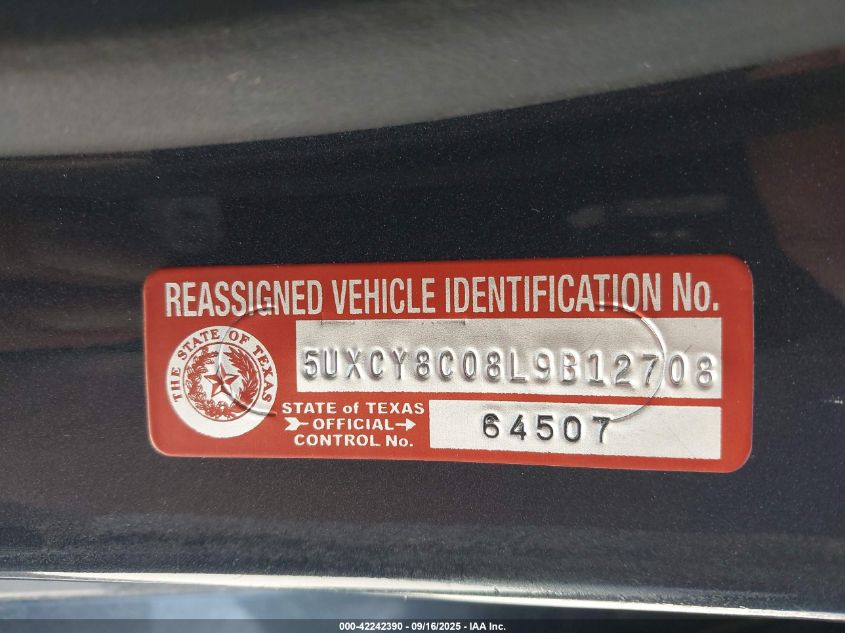 REASSIGNED VEHICLE IDENTIFICATION No.
THE STATE OF TEXAS
5UXCY8C08L9B12708
STATE of TEXAS
OFFICIAL
CONTROL No.
64507
000-42242390 - 09/16/2025 - IAA Inc.